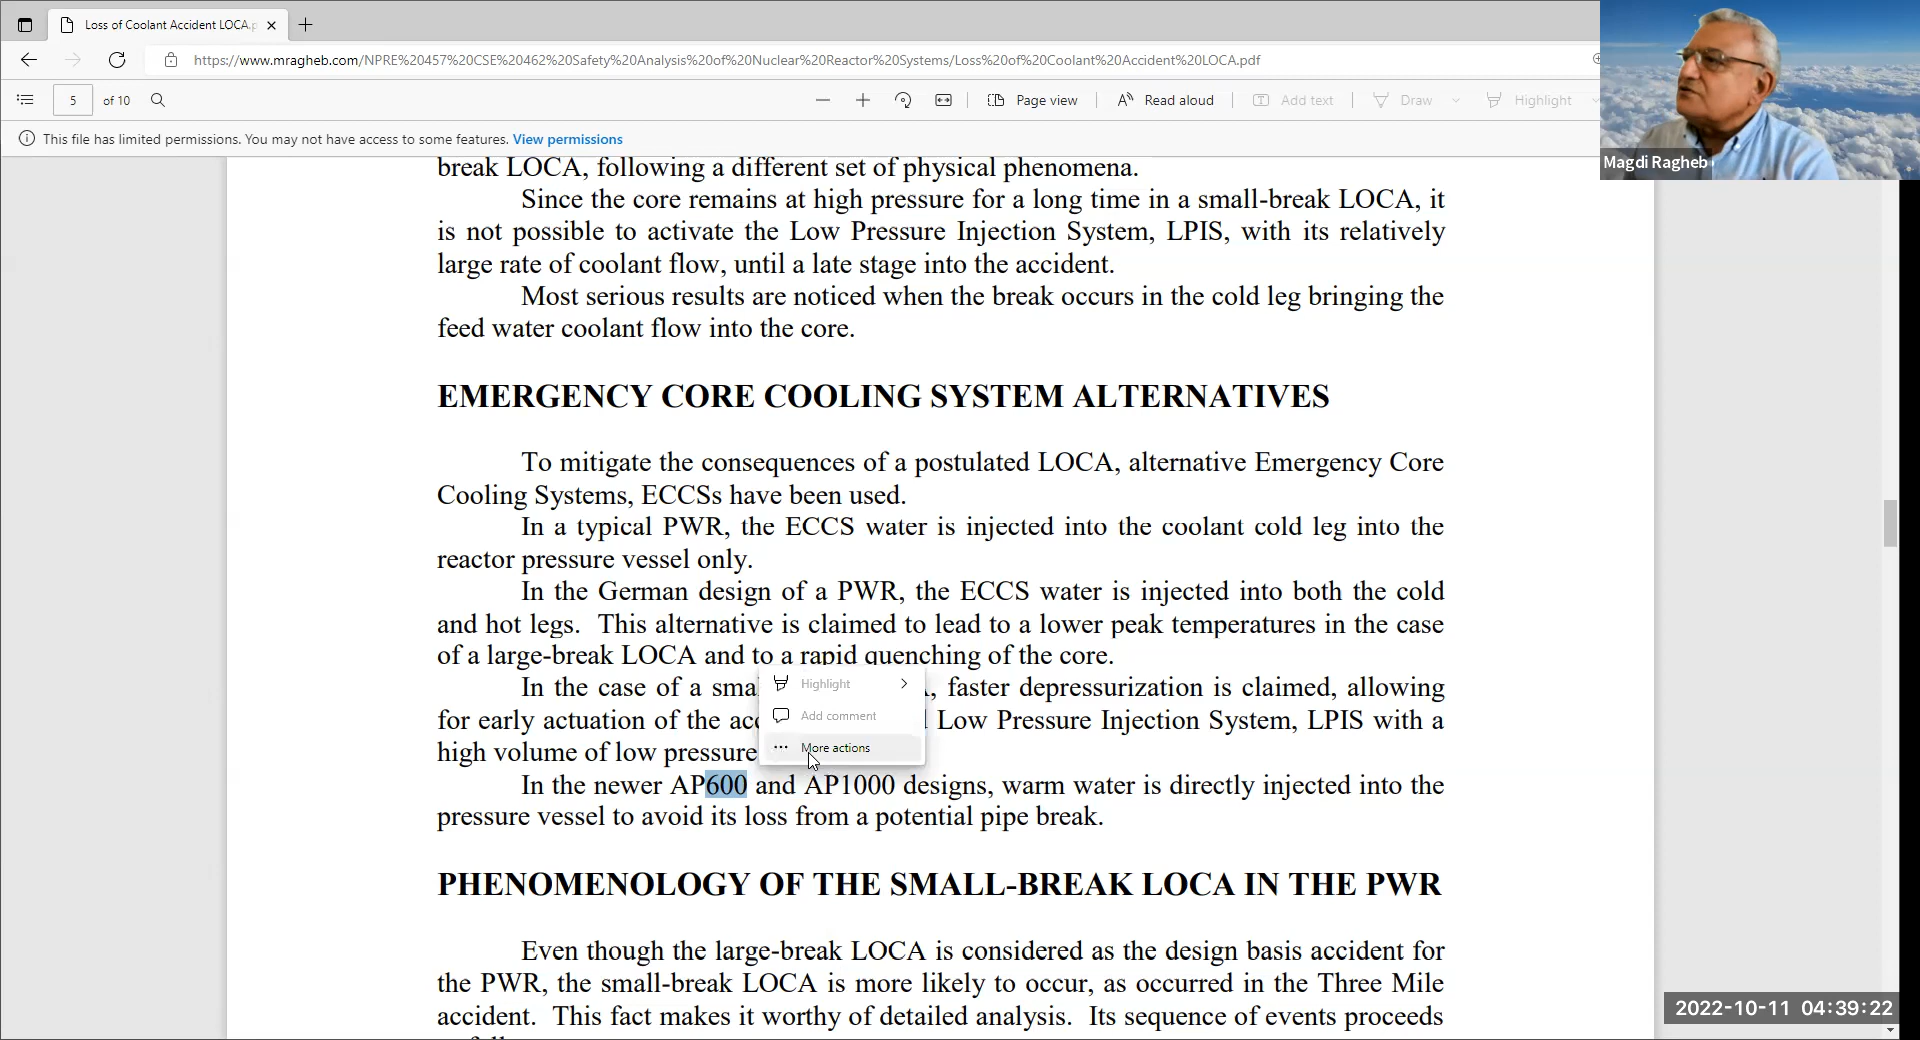 Loss of Coolant Accident LOCA.p
https://www.mragheb.com/NPRE%20457%20CSE%20462%20Safety%20Analysis%20of%20Nuclear%20Reactor%20Systems/Loss%20of%20Coolant%20Accident%20LOCA.pdf
5 of 10 Page view Read aloud Add text Draw Highlight
This file has limited permissions. You may not have access to some features. View permissions
Magdi Ragheb
break LOCA, following a different set of physical phenomena.
Since the core remains at high pressure for a long time in a small-break LOCA, it
is not possible to activate the Low Pressure Injection System, LPIS, with its relatively
large rate of coolant flow, until a late stage into the accident.
Most serious results are noticed when the break occurs in the cold leg bringing the
feed water coolant flow into the core.
EMERGENCY CORE COOLING SYSTEM ALTERNATIVES
To mitigate the consequences of a postulated LOCA, alternative Emergency Core
Cooling Systems, ECCSs have been used.
In a typical PWR, the ECCS water is injected into the coolant cold leg into the
reactor pressure vessel only.
In the German design of a PWR, the ECCS water is injected into both the cold
and hot legs. This alternative is claimed to lead to a lower peak temperatures in the case
of a large-break LOCA and to a rapid quenching of the core.
In the case of a , faster depressurization is claimed, allowing
for early actuation of the Low Pressure Injection System, LPIS with a
high volume of low pressure
Highlight
Add comment
More actions
In the newer AP600 and AP1000 designs, warm water is directly injected into the
pressure vessel to avoid its loss from a potential pipe break.
PHENOMENOLOGY OF THE SMALL-BREAK LOCA IN THE PWR
Even though the large-break LOCA is considered as the design basis accident for
the PWR, the small-break LOCA is more likely to occur, as occurred in the Three Mile
accident. This fact makes it worthy of detailed analysis. Its sequence of events proceeds
2022-10-11 04:39:22